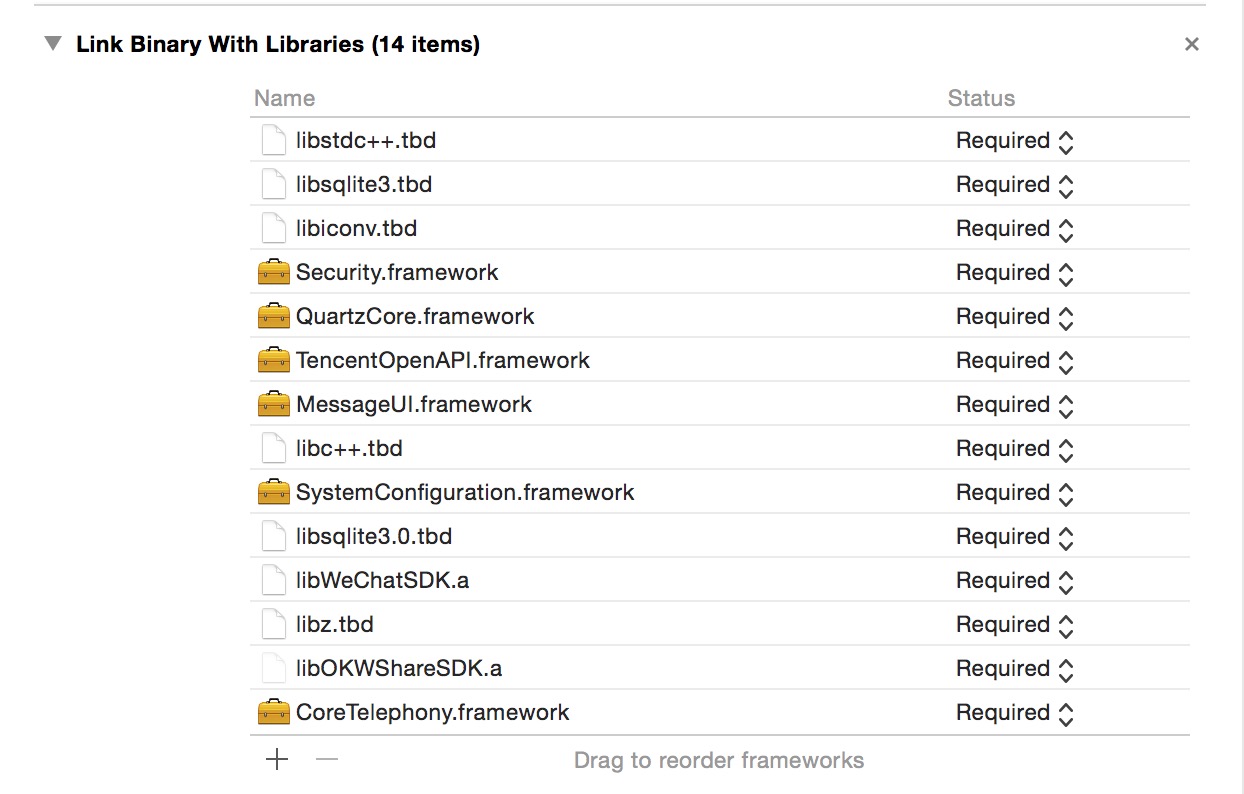 Link Binary With Libraries (14 items)
Name Status
libstdc++.tbd Required
libsqlite3.tbd Required
libiconv.tbd Required
Security.framework Required
QuartzCore.framework Required
TencentOpenAPI.framework Required
MessageUI.framework Required
libc++.tbd Required
SystemConfiguration.framework Required
libsqlite3.0.tbd Required
libWeChatSDK.a Required
libz.tbd Required
libOKWShareSDK.a Required
CoreTelephony.framework Required
Drag to reorder frameworks